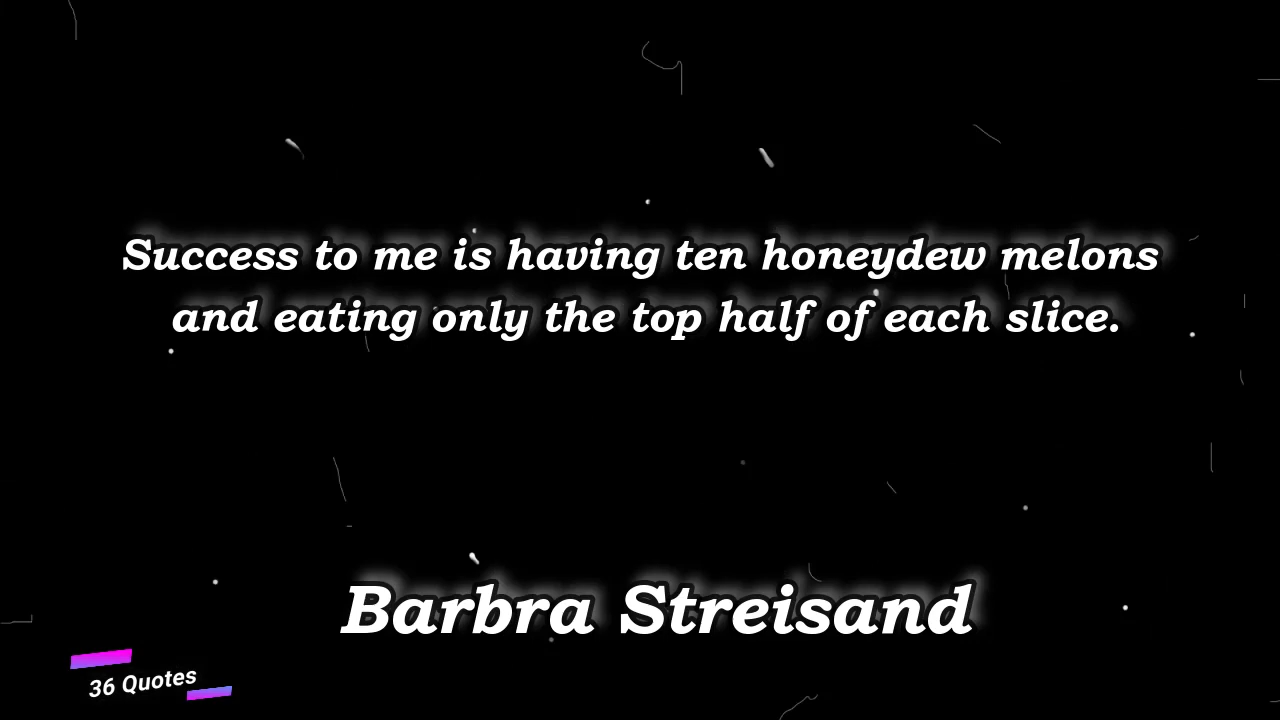 Success to me is having ten honeydew melons
and eating only the top half of each slice.
Barbra Streisand
36 Quotes